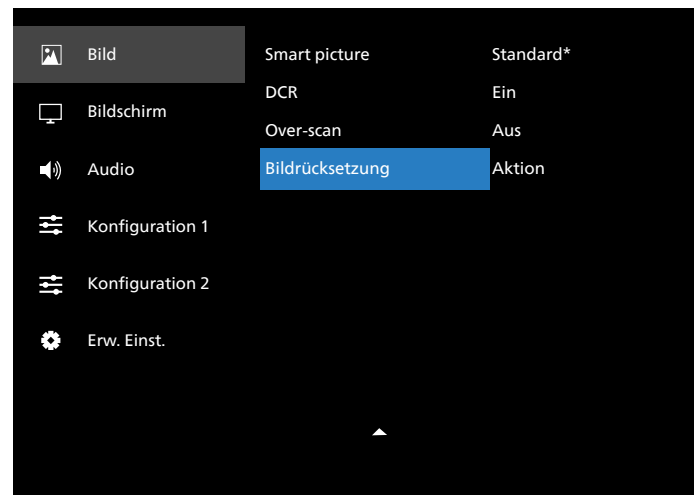 Bild
Bildschirm
Audio
Konfiguration 1
Konfiguration 2
Erw. Einst.
Smart picture Standard*
DCR Ein
Over-scan Aus
Bildrücksetzung Aktion